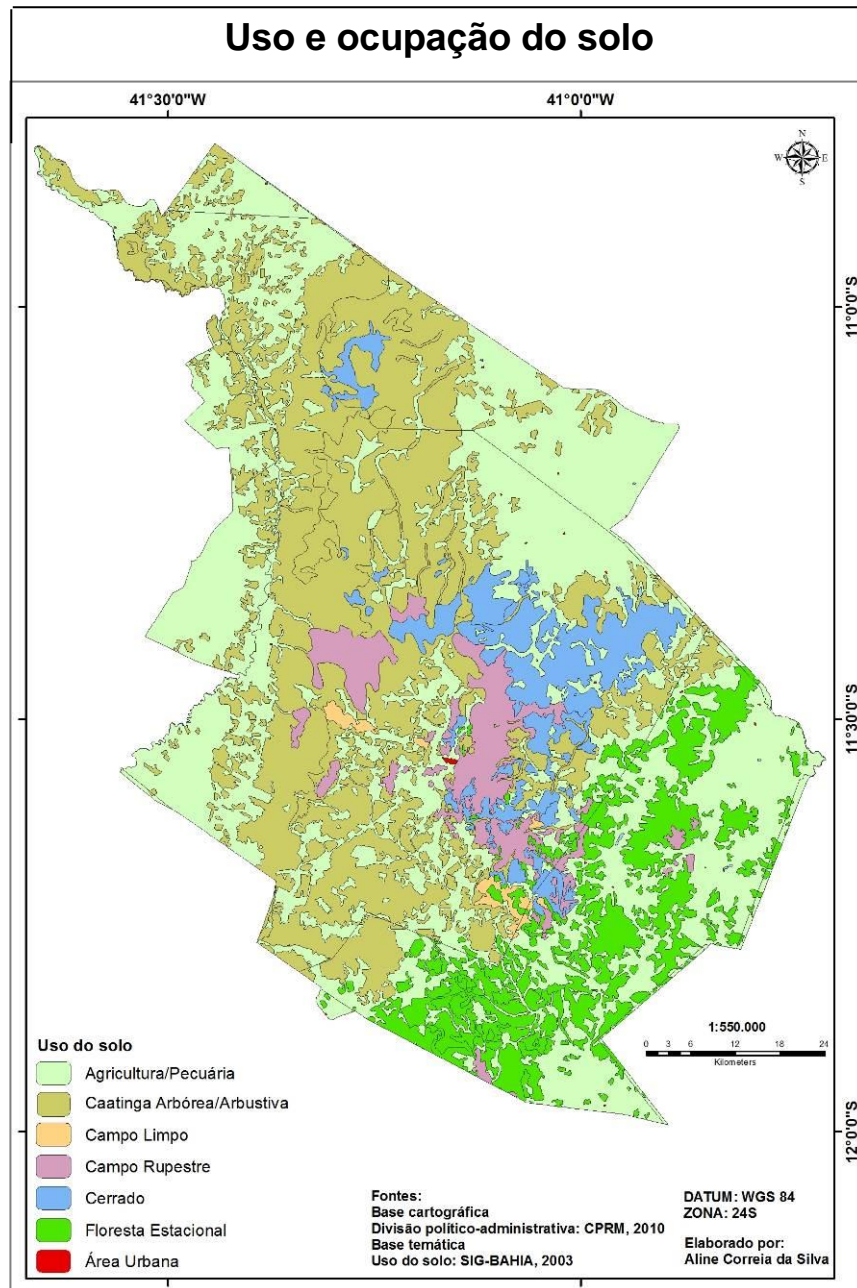 Uso e ocupação do solo
41°30'0"W
41°0'0"W
N
W E
S
11°0'0"S
11°30'0"S
12°0'0"S
1:550.000
0 3 6 12 18 24
Kilometers
Uso do solo
Agricultura/Pecuária
Caatinga Arbórea/Arbustiva
Campo Limpo
Campo Rupestre
Cerrado
Floresta Estacional
Área Urbana
Fontes:
Base cartográfica
Divisão político-administrativa: CPRM, 2010
Base temática
Uso do solo: SIG-BAHIA, 2003
DATUM: WGS 84
ZONA: 24S
Elaborado por:
Aline Correia da Silva